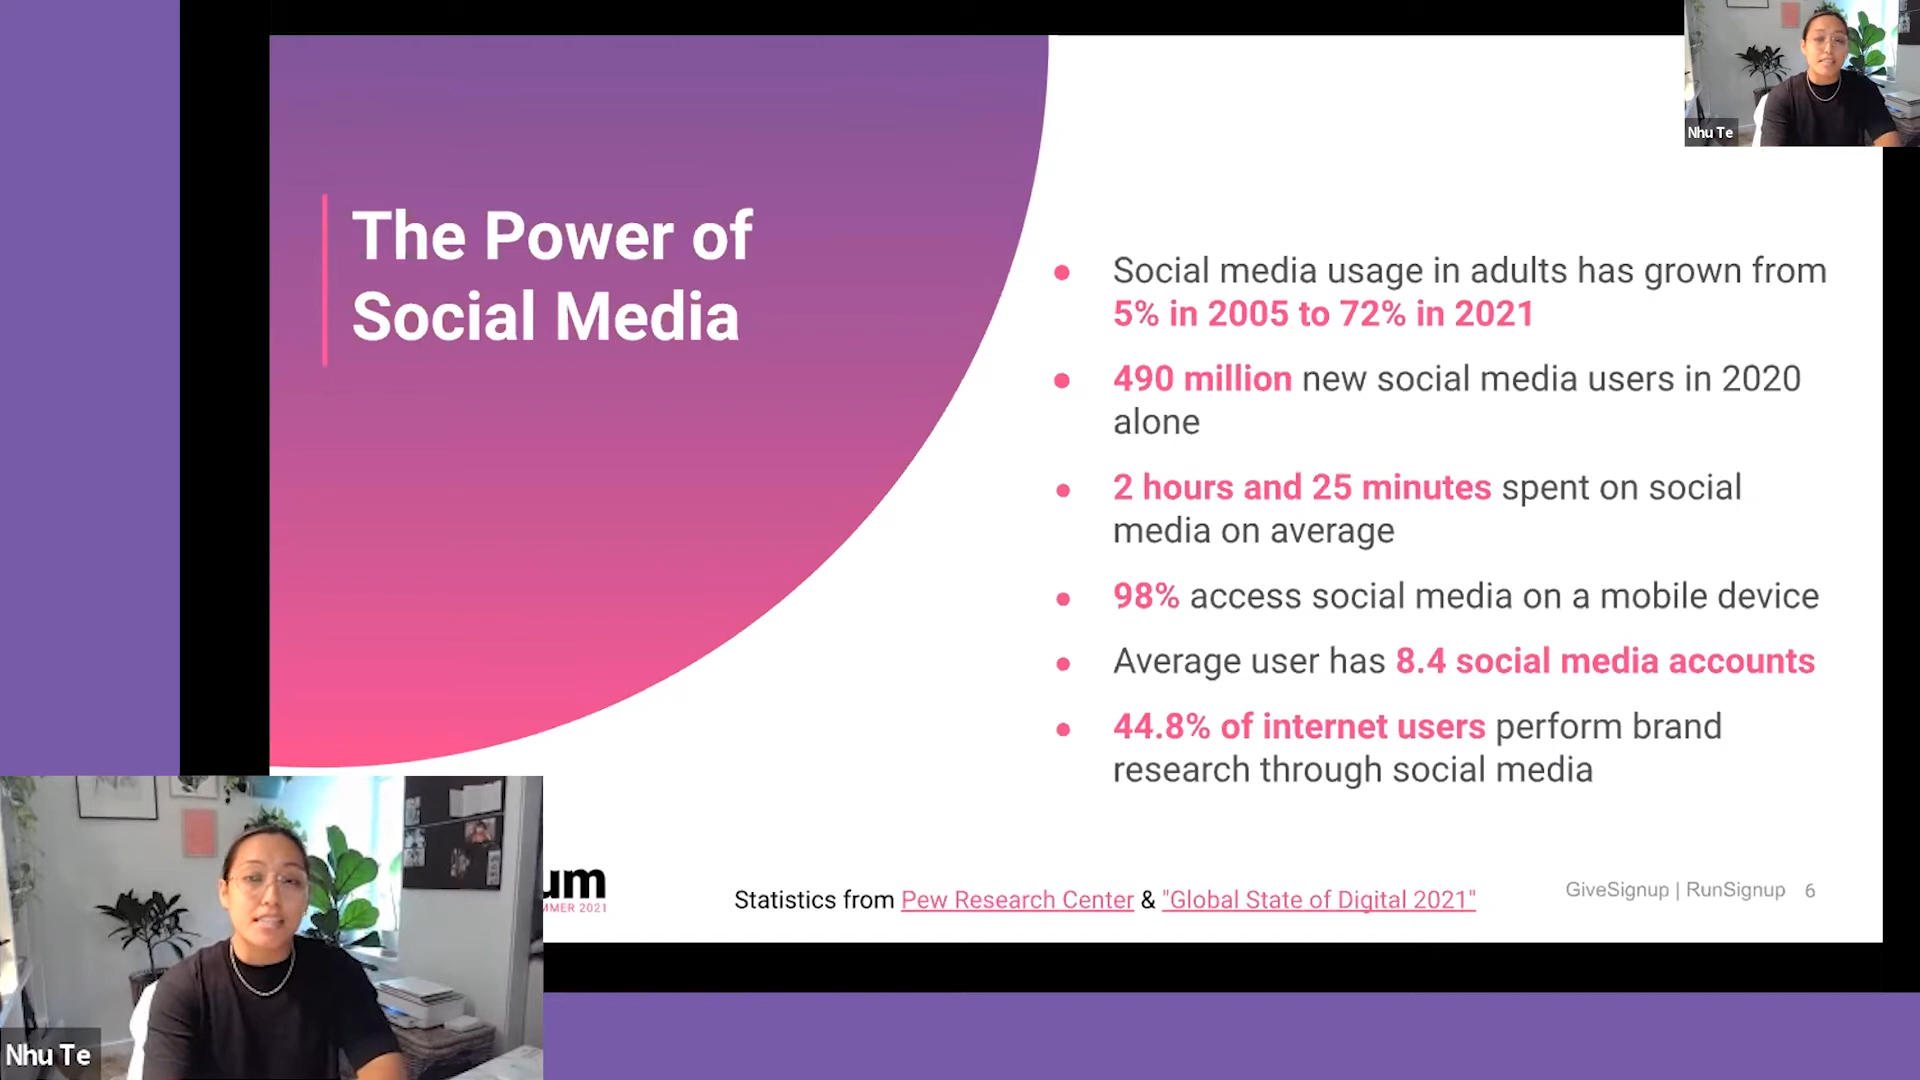 Nhu Te
The Power of
Social Media
Social media usage in adults has grown from
5% in 2005 to 72% in 2021
490 million new social media users in 2020
alone
2 hours and 25 minutes spent on social
media on average
98% access social media on a mobile device
Average user has 8.4 social media accounts
44.8% of internet users perform brand
research through social media
um
MMER 2021
Statistics from Pew Research Center & "Global State of Digital 2021"
GiveSignup | RunSignup 6
Nhu Te